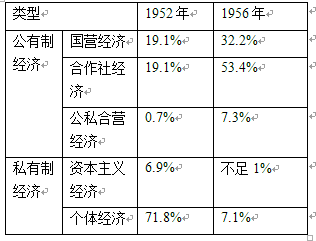 类型 1952年 1956年
公有制 国营经济 19.1% 32.2%
经济 合作社经 19.1% 53.4%
济
公私合营 0.7% 7.3%
经济
私有制 资本主义 6.9% 不足1%
经济 经济
个体经济 71.8% 7.1%